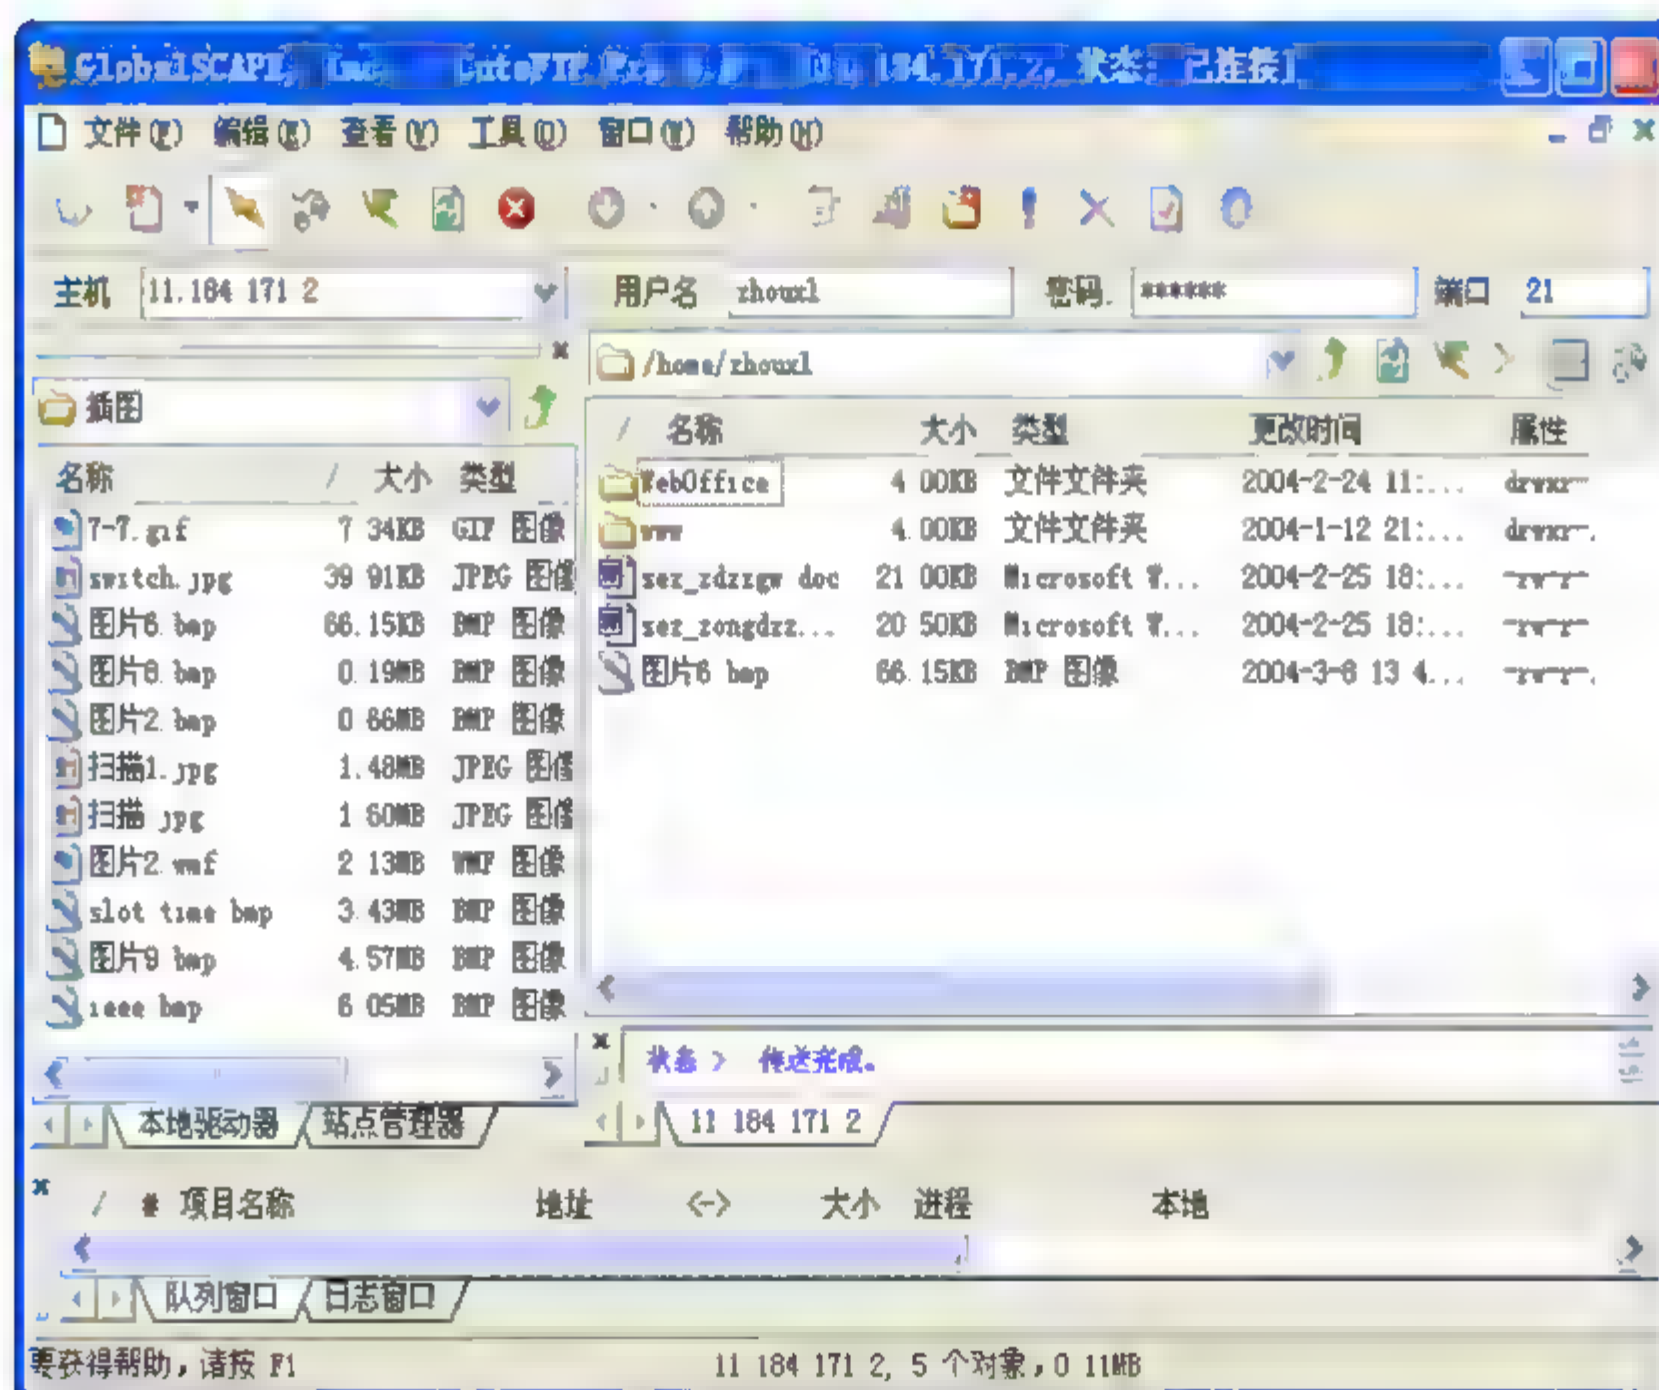 状态: 已连接]
文件(F) 编辑(E) 查看(V) 工具(Q) 窗口(W) 帮助(H)
主机 11.184 171 2 用户名 zhouxl 密码. ****** 端口 21
/home/zhouxl
插图
名称 / 大小 类型
7-7.gif 7 34KB GIF 图像
switch.jpg 39 91KB JPEG 图像
图片6 bmp 66.15KB BMP 图像
图片8.bmp 0.19MB BMP 图像
图片2.bmp 0 86MB BMP 图像
扫描1.jpg 1.48MB JPEG 图像
扫描 jpg 1 60MB JPEG 图像
图片2 wmf 2 13MB WMF 图像
slot time bmp 3.43MB BMP 图像
图片9 bmp 4.57MB BMP 图像
ieee bmp 6 05MB BMP 图像
本地驱动器 站点管理器
/ 名称 大小 类型 更改时间 属性
WebOffice 4 00KB 文件文件夹 2004-2-24 11:... drwxr-
www 4.00KB 文件文件夹 2004-1-12 21:... drwxr-.
doc 21 00KB Microsoft W... 2004-2-25 18:... -rw-r-
20 50KB Microsoft W... 2004-2-25 18:... -rw-r-
图片6 bmp 66.15KB BMP 图像 2004-3-6 13 4... -rw-r-.
状态 > 传送完成。
11 184 171 2
/ # 项目名称 地址 <-> 大小 进程 本地
队列窗口 日志窗口
要获得帮助，请按 F1 11 184 171 2, 5 个对象，0 11MB